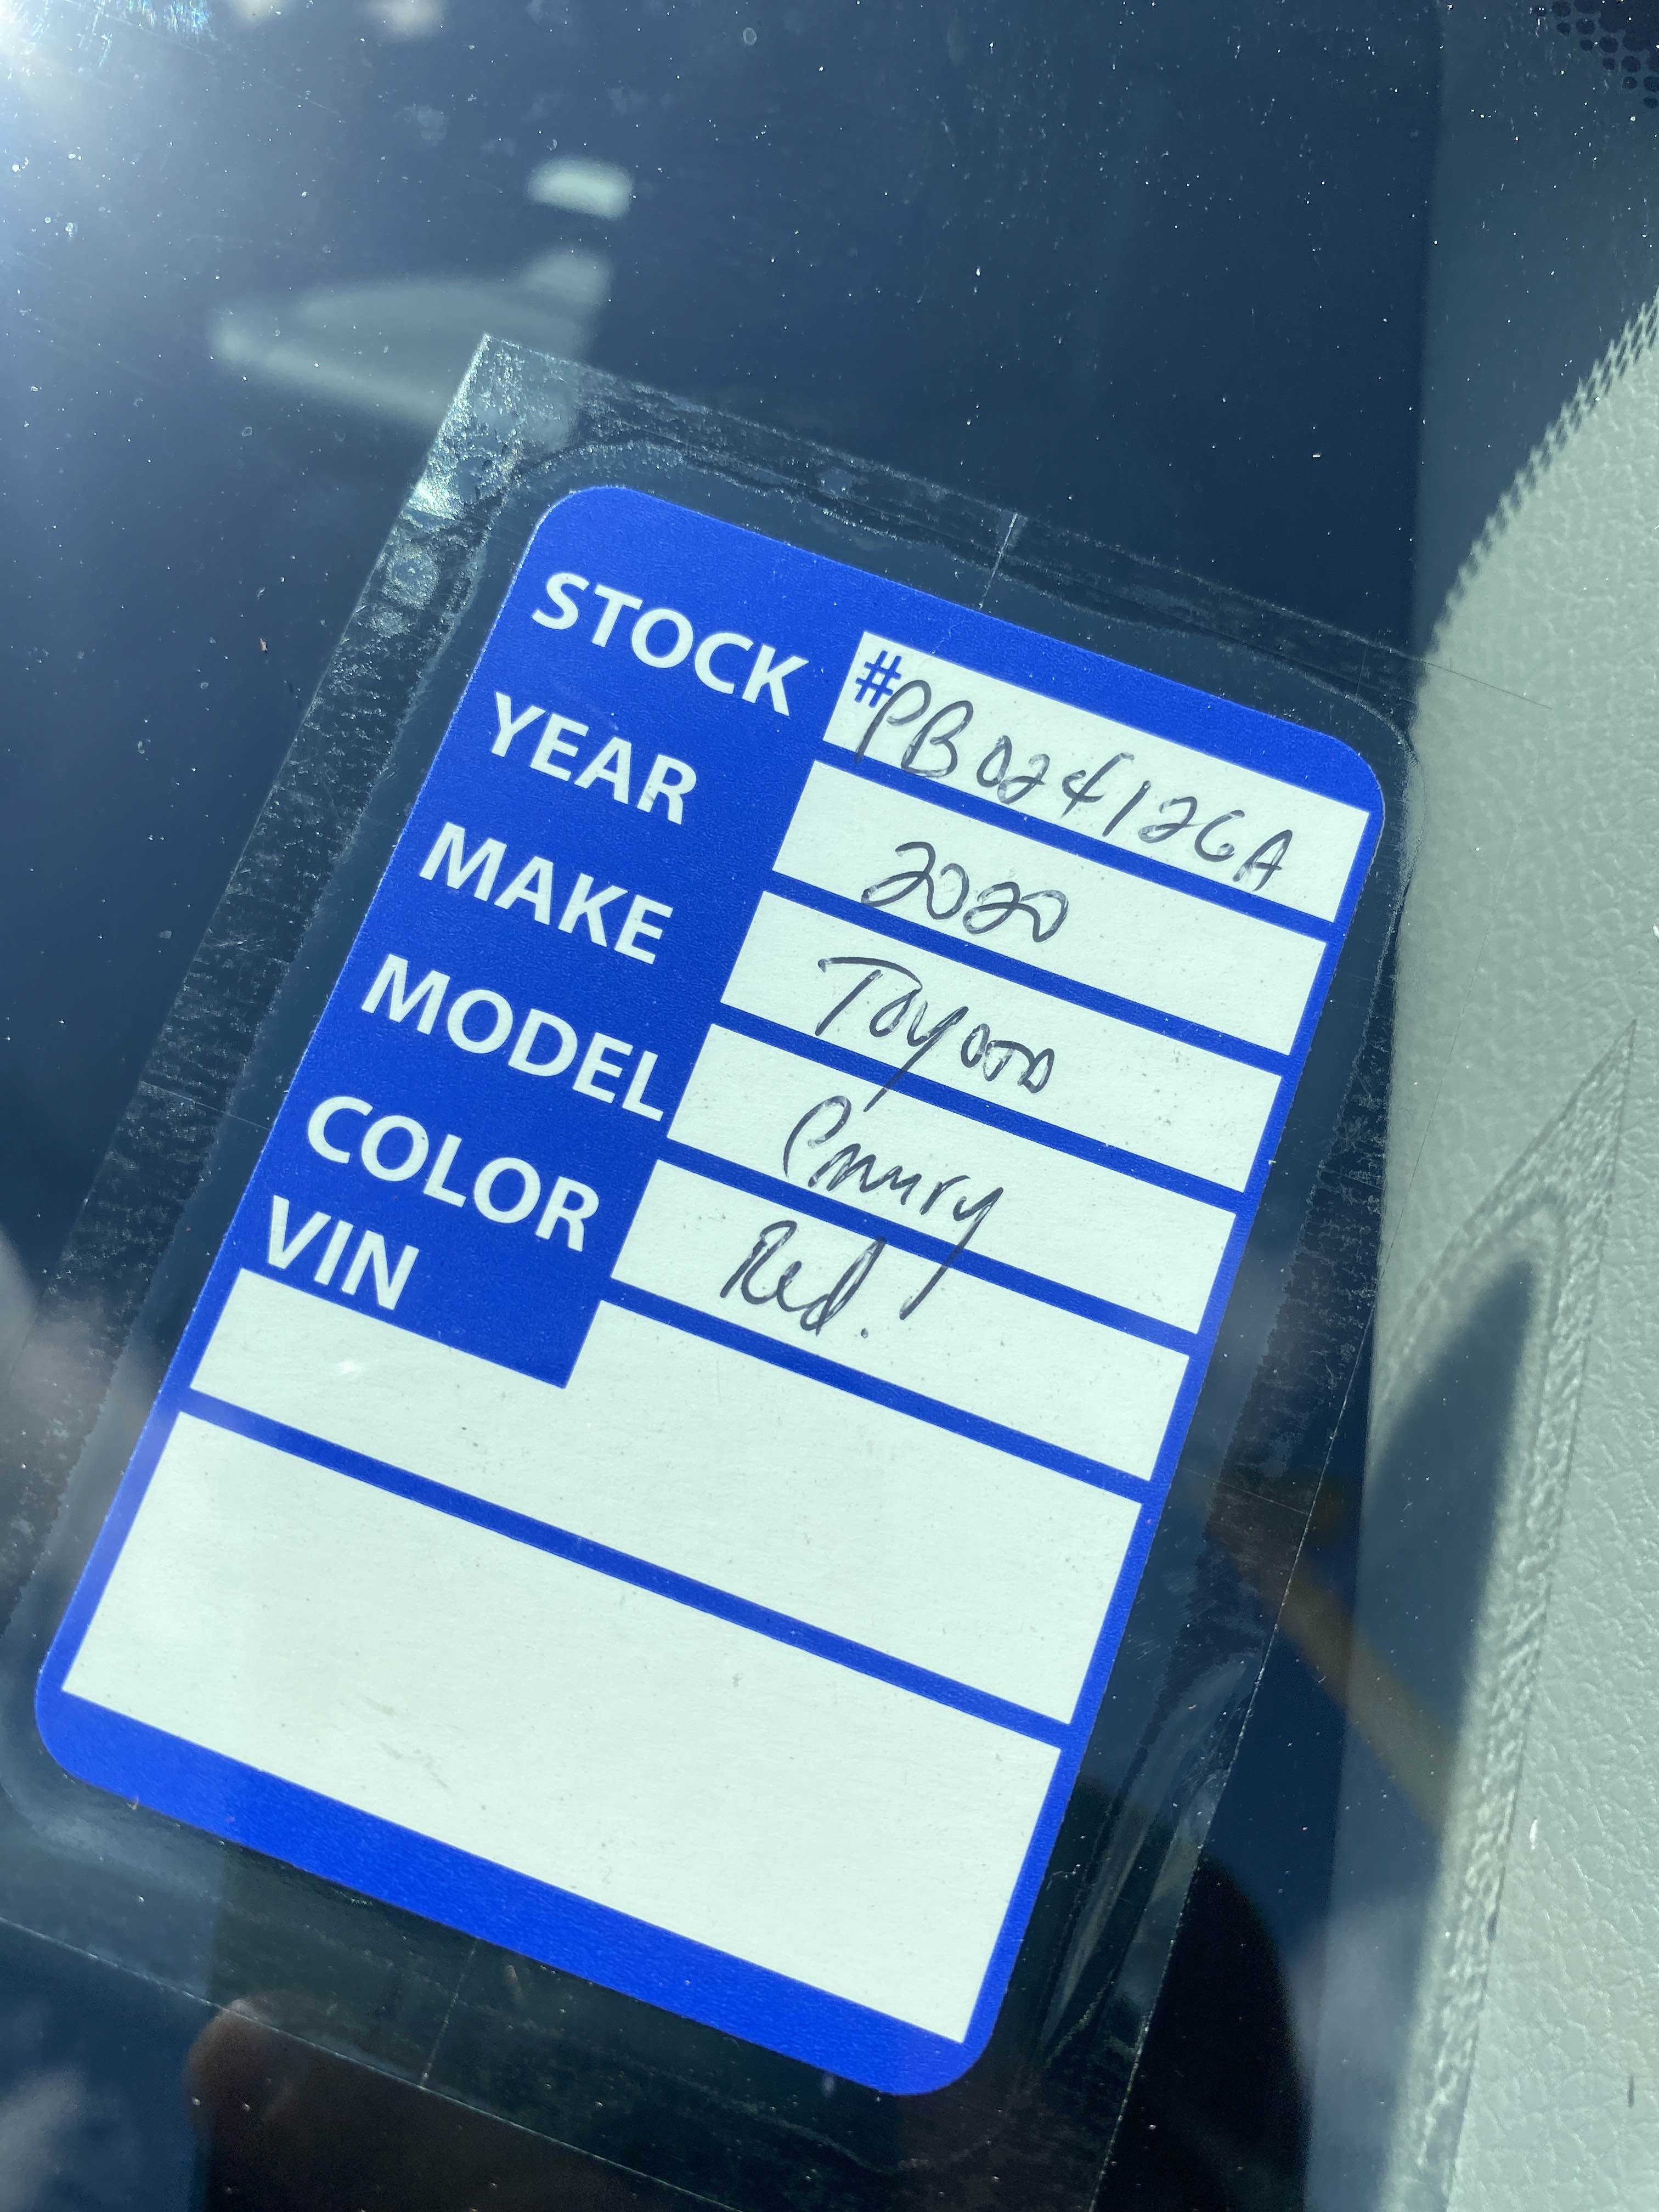 STOCK #PB024126A
YEAR 2020
MAKE Toyota
MODEL Camry
COLOR Red.
VIN